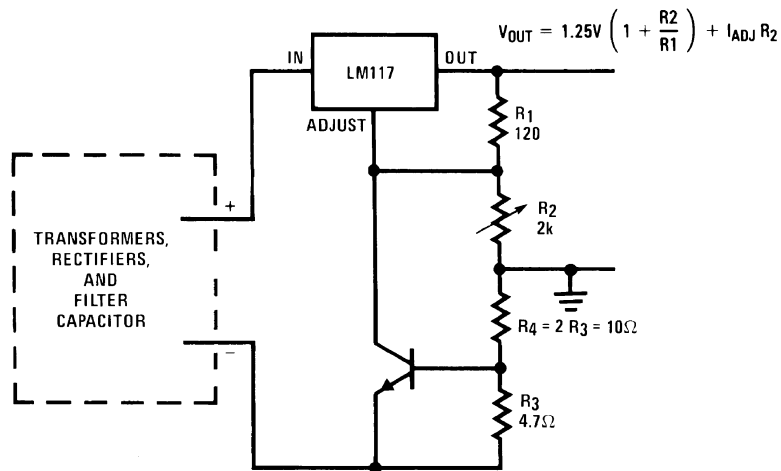 V_OUT = 1.25V (1 + R2/R1) + I_ADJ R2
IN
LM117
OUT
ADJUST
R1
120
+
R2
2k
TRANSFORMERS,
RECTIFIERS,
AND
FILTER
CAPACITOR
R4 = 2 R3 = 10Ω
−
R3
4.7Ω